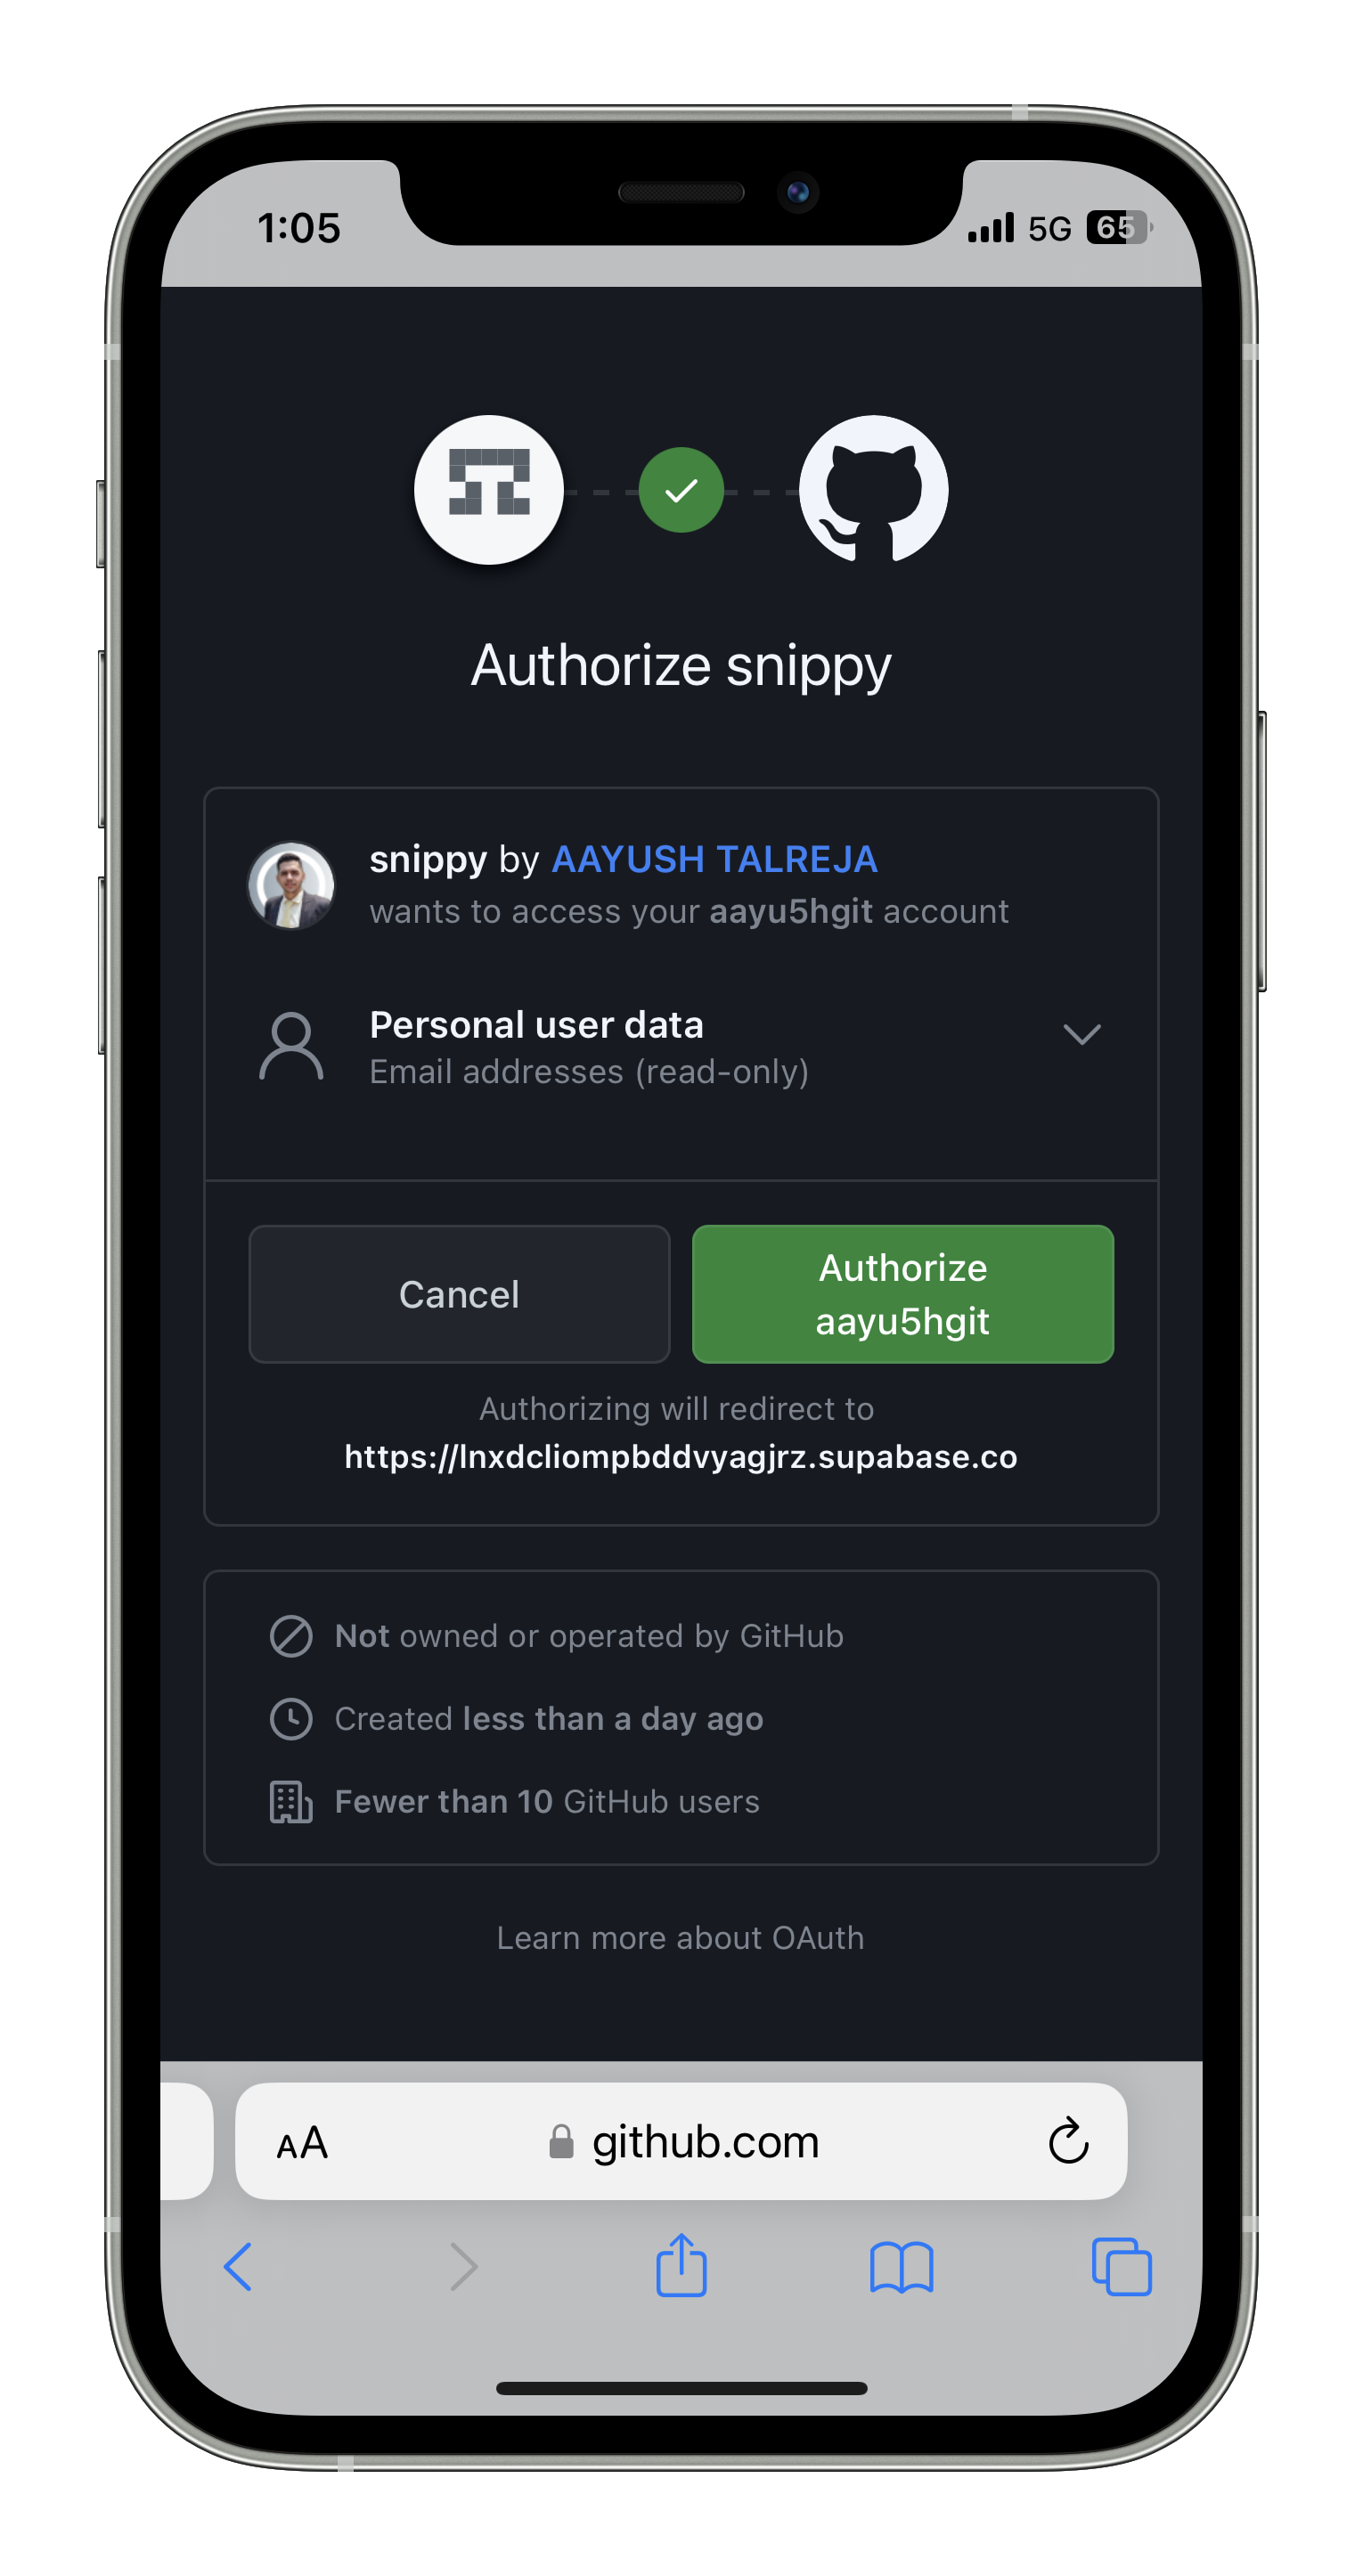 1:05
5G 65
Authorize snippy
snippy by AAYUSH TALREJA
wants to access your aayu5hgit account
Personal user data
Email addresses (read-only)
Cancel
Authorize
aayu5hgit
Authorizing will redirect to
https://lnxdcliompbddvyagjrz.supabase.co
Not owned or operated by GitHub
Created less than a day ago
Fewer than 10 GitHub users
Learn more about OAuth
AA github.com